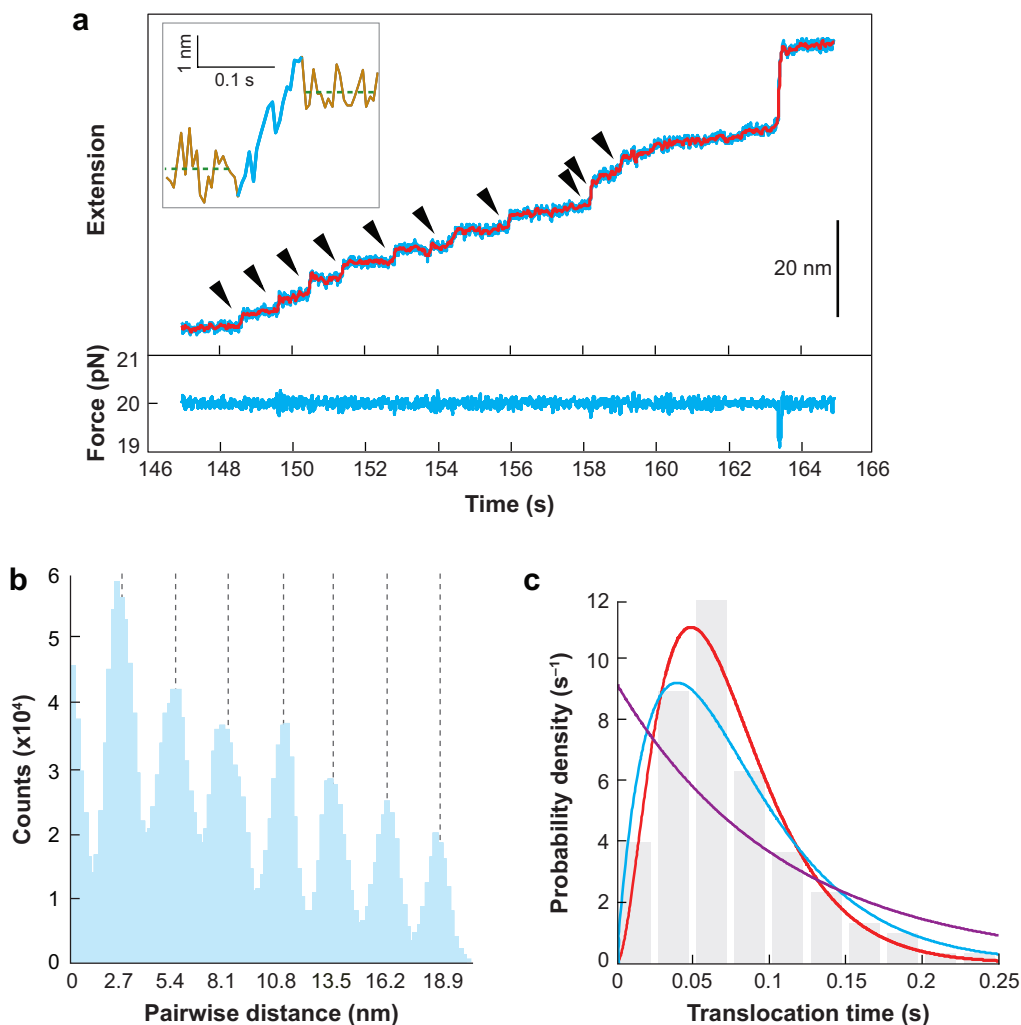 a
1 nm
0.1 s
Extension
20 nm
Force (pN)
21
20
19
146 148 150 152 154 156 158 160 162 164 166
Time (s)
b
Counts (x10⁴)
6
5
4
3
2
1
0
0 2.7 5.4 8.1 10.8 13.5 16.2 18.9
Pairwise distance (nm)
c
Probability density (s⁻¹)
12
10
8
6
4
2
0
0 0.05 0.1 0.15 0.2 0.25
Translocation time (s)